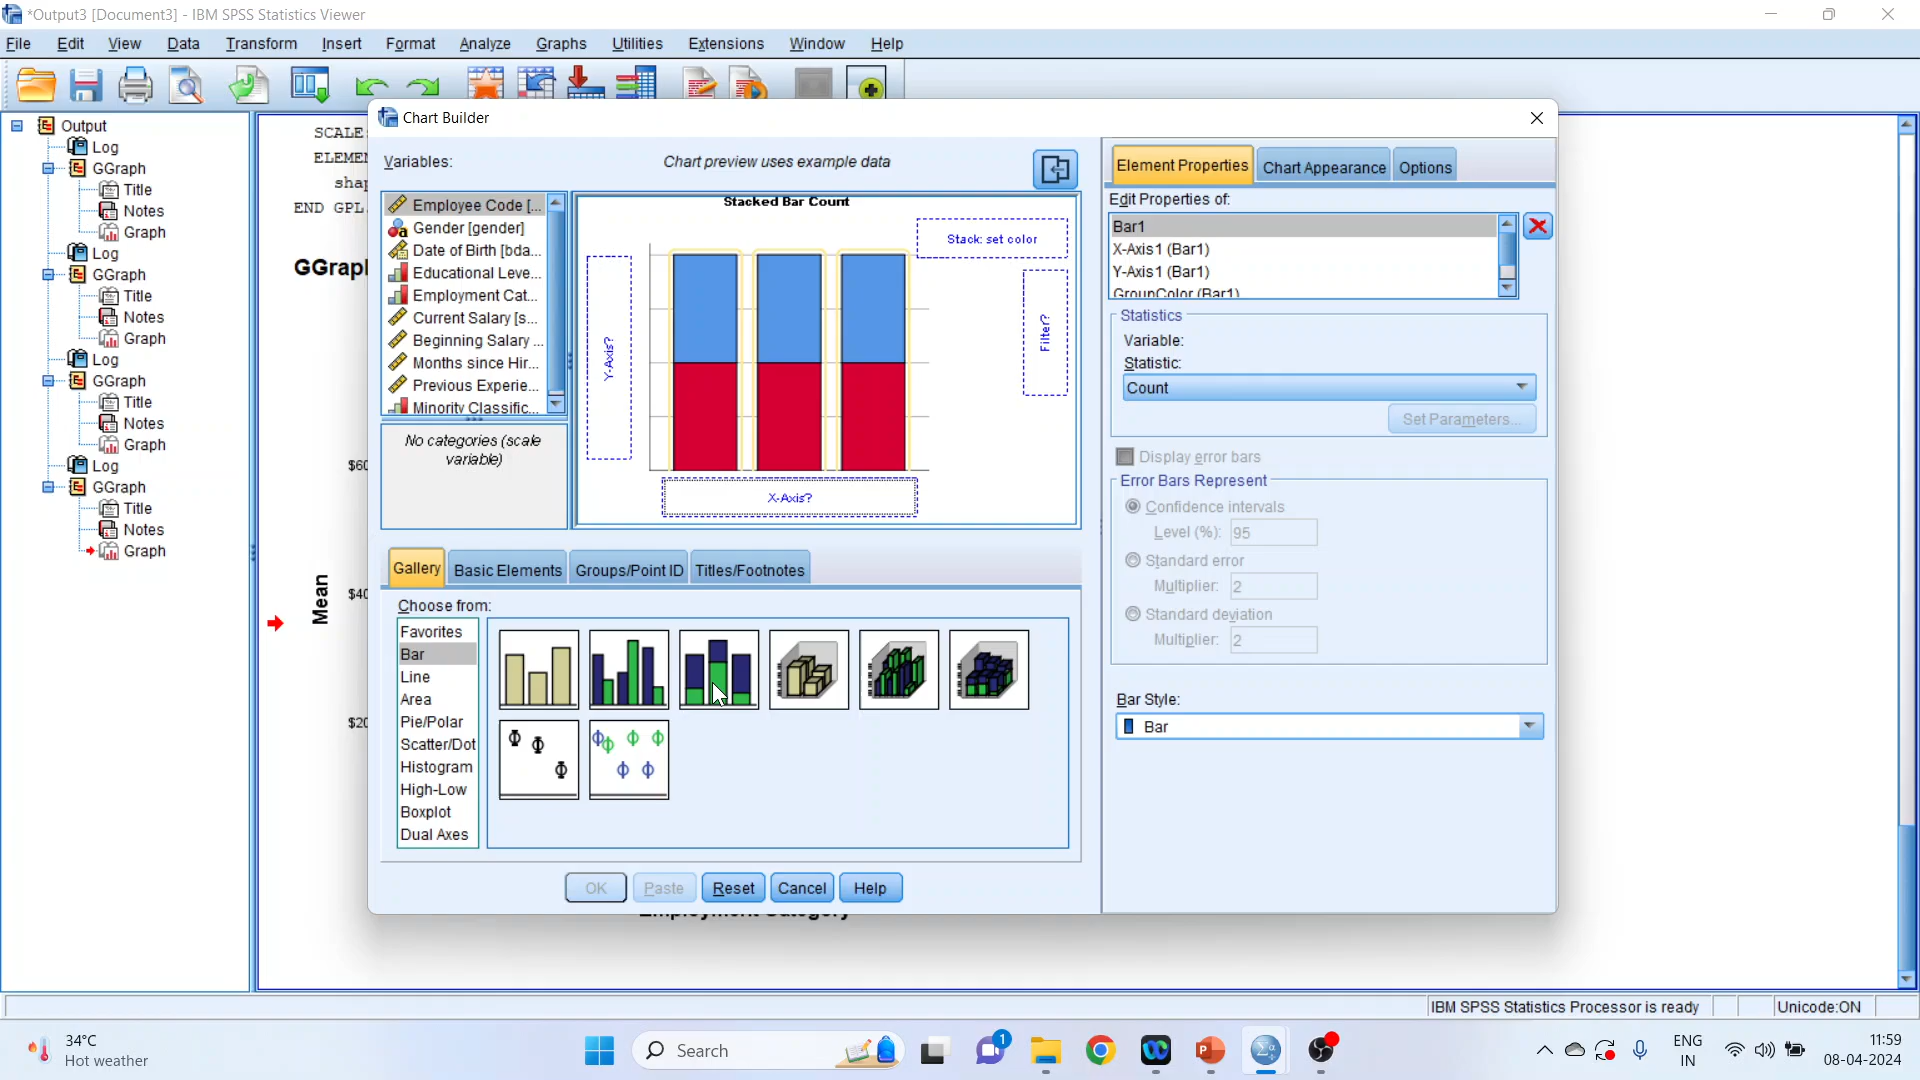 *Output3 [Document3] - IBM SPSS Statistics Viewer
File Edit View Data Transform Insert Format Analyze Graphs Utilities Extensions Window Help
Output
Log
GGraph
Title
Notes
Graph
Log
GGraph
Title
Notes
Graph
Log
GGraph
Title
Notes
Graph
Log
GGraph
Title
Notes
Graph
SCALE:
END GPL.
Mean
Chart Builder
Variables:
Chart preview uses example data
Employee Code [...
Gender [gender]
Date of Birth [bda...
Educational Leve...
Employment Cat...
Current Salary [s...
Beginning Salary ...
Months since Hir...
Previous Experie...
Minority Classific...
No categories (scale
variable)
Stacked Bar Count
Stack: set color
Y-Axis?
Filter?
X-Axis?
Gallery Basic Elements Groups/Point ID Titles/Footnotes
Choose from:
Favorites
Bar
Line
Area
Pie/Polar
Scatter/Dot
Histogram
High-Low
Boxplot
Dual Axes
OK Paste Reset Cancel Help
Element Properties Chart Appearance Options
Edit Properties of:
Bar1
X-Axis1 (Bar1)
Y-Axis1 (Bar1)
GroupColor (Bar1)
Statistics
Variable:
Statistic:
Count
Set Parameters...
Display error bars
Error Bars Represent
Confidence intervals
Level (%): 95
Standard error
Multiplier: 2
Standard deviation
Multiplier: 2
Bar Style:
Bar
Employment Category
IBM SPSS Statistics Processor is ready Unicode:ON
34°C
Hot weather
Search
1
ENG
IN
11:59
08-04-2024